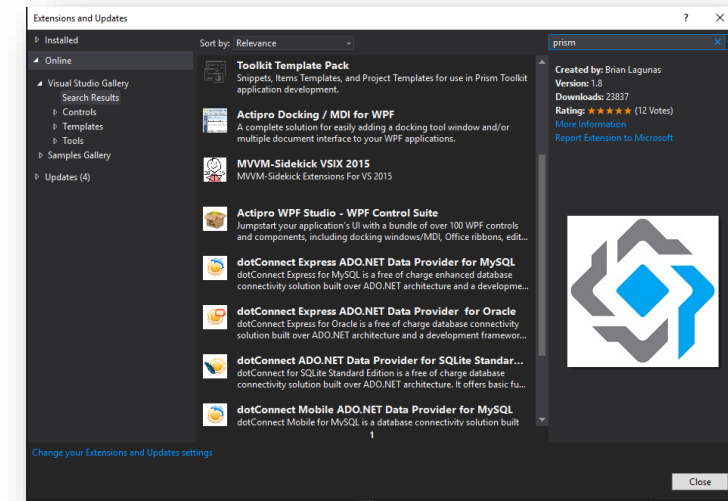 Extensions and Updates
? ×
Installed
Online
Visual Studio Gallery
Search Results
Controls
Templates
Tools
Samples Gallery
Updates (4)
Sort by: Relevance
Toolkit Template Pack
Snippets, Items Templates, and Project Templates for use in Prism Toolkit
application development.
Actipro Docking / MDI for WPF
A complete solution for easily adding a docking tool window and/or
multiple document interface to your WPF applications.
MVVM-Sidekick VSIX 2015
MVVM-Sidekick Extensions For VS 2015
Actipro WPF Studio - WPF Control Suite
Jumpstart your application's UI with a bundle of over 100 WPF controls
and components, including docking windows/MDI, Office ribbons, edit...
dotConnect Express ADO.NET Data Provider for MySQL
dotConnect Express for MySQL is a free of charge enhanced database
connectivity solution built over ADO.NET architecture and a developme...
dotConnect Express ADO.NET Data Provider for Oracle
dotConnect Express for Oracle is a free of charge database connectivity
solution built over ADO.NET architecture and a development framewor...
dotConnect ADO.NET Data Provider for SQLite Standar...
dotConnect for SQLite Standard Edition is a free of charge database
connectivity solution built over ADO.NET architecture. It offers basic fu...
dotConnect Mobile ADO.NET Data Provider for MySQL
dotConnect Mobile for MySQL is a database connectivity solution built
1
prism
Created by: Brian Lagunas
Version: 1.8
Downloads: 23837
Rating: ★★★★★ (12 Votes)
More Information
Report Extension to Microsoft
Change your Extensions and Updates settings
Close